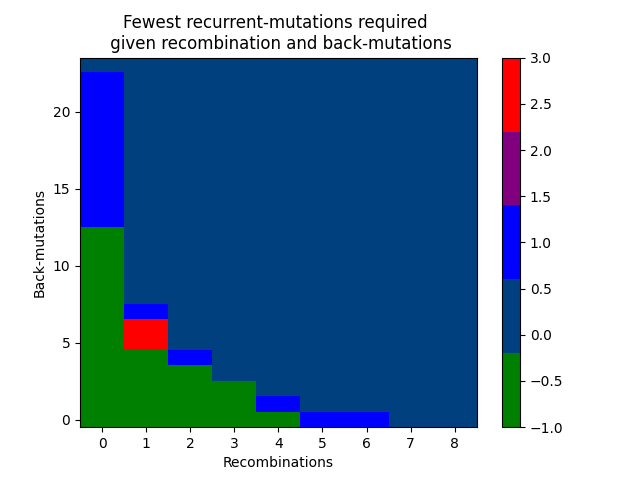 Fewest recurrent-mutations required
given recombination and back-mutations
Back-mutations
20
15
10
5
0
0 1 2 3 4 5 6 7 8
Recombinations
3.0
2.5
2.0
1.5
1.0
0.5
0.0
−0.5
−1.0